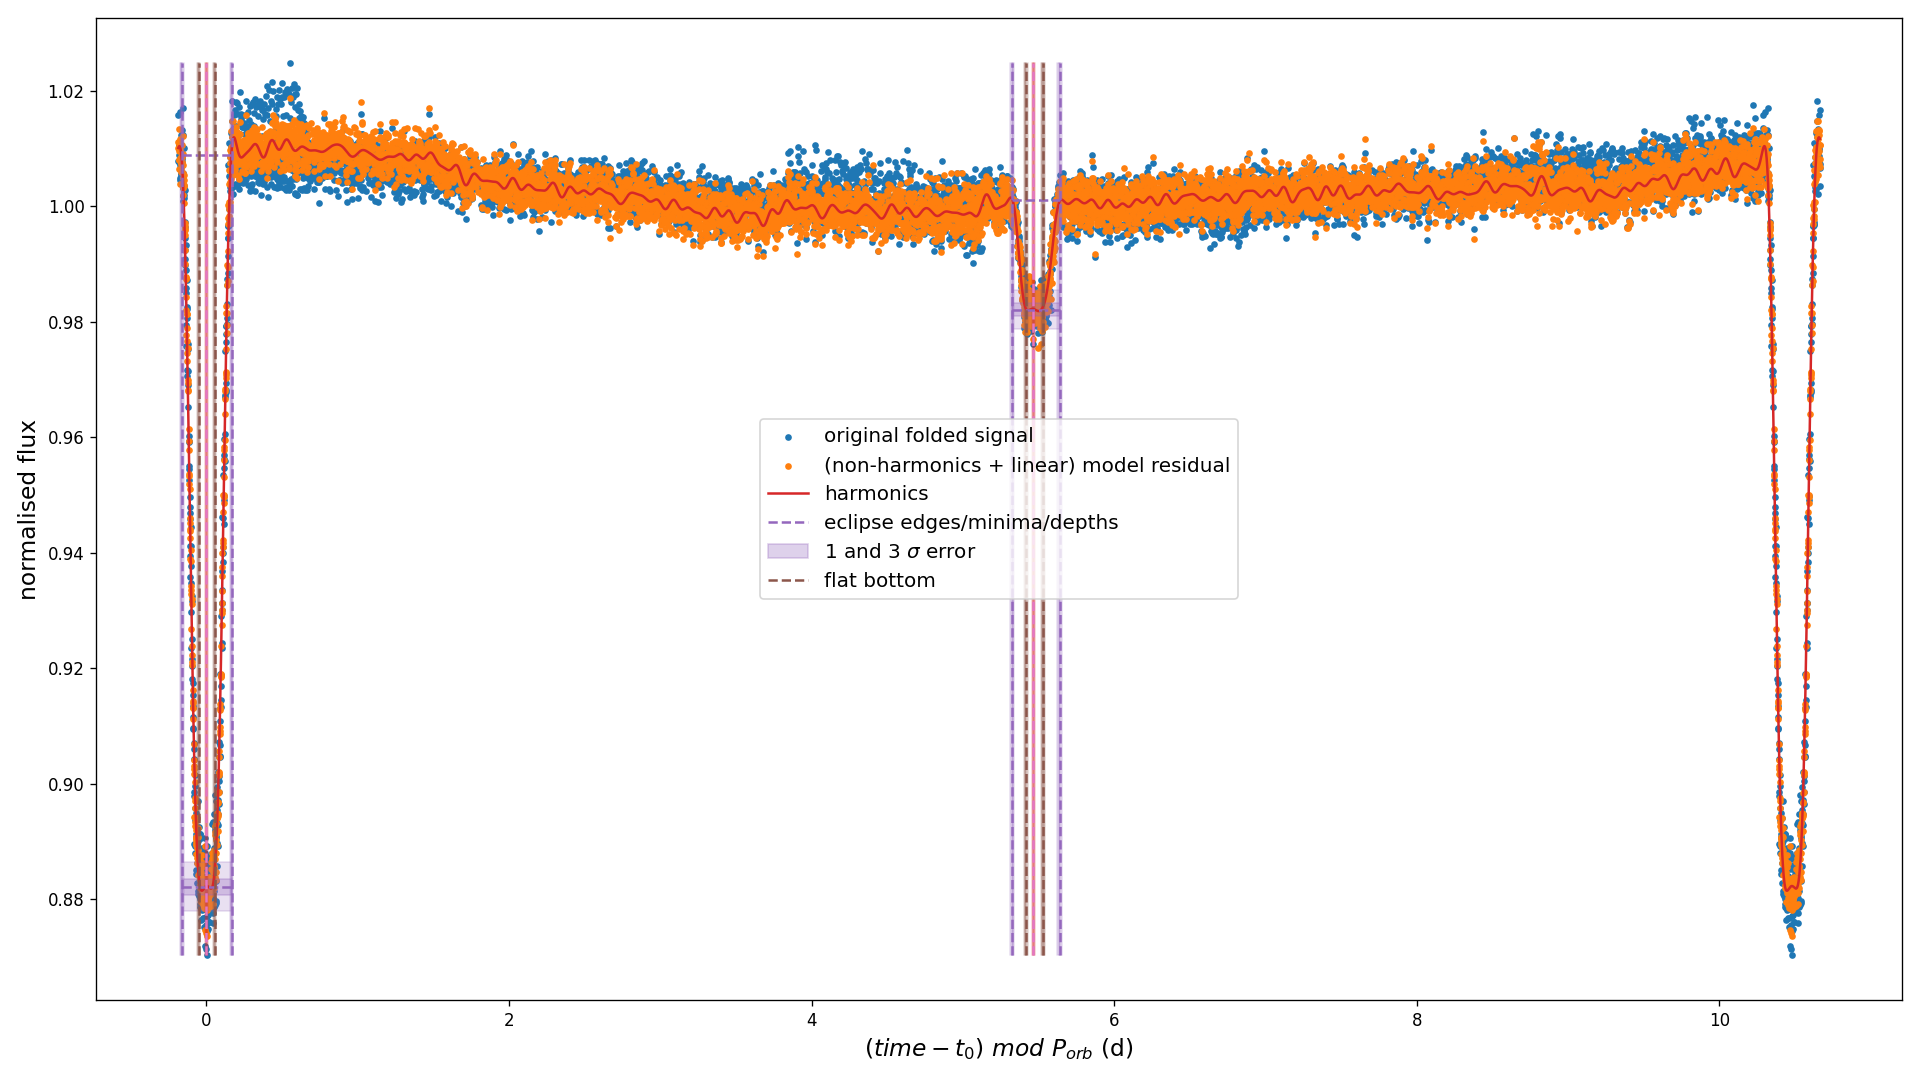 1.02
1.00
0.98
0.96
0.94
0.92
0.90
0.88
normalised flux
original folded signal
(non-harmonics + linear) model residual
harmonics
eclipse edges/minima/depths
1 and 3 σ error
flat bottom
0 2 4 6 8 10
(time − t₀) mod Pₒᵣb (d)